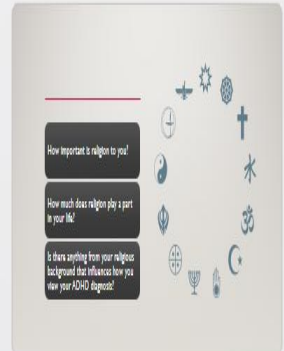 How important is religion to you?
How much does religion play a part
in your life?
Is there anything from your religious
background that influences how you
view your ADHD diagnosis?